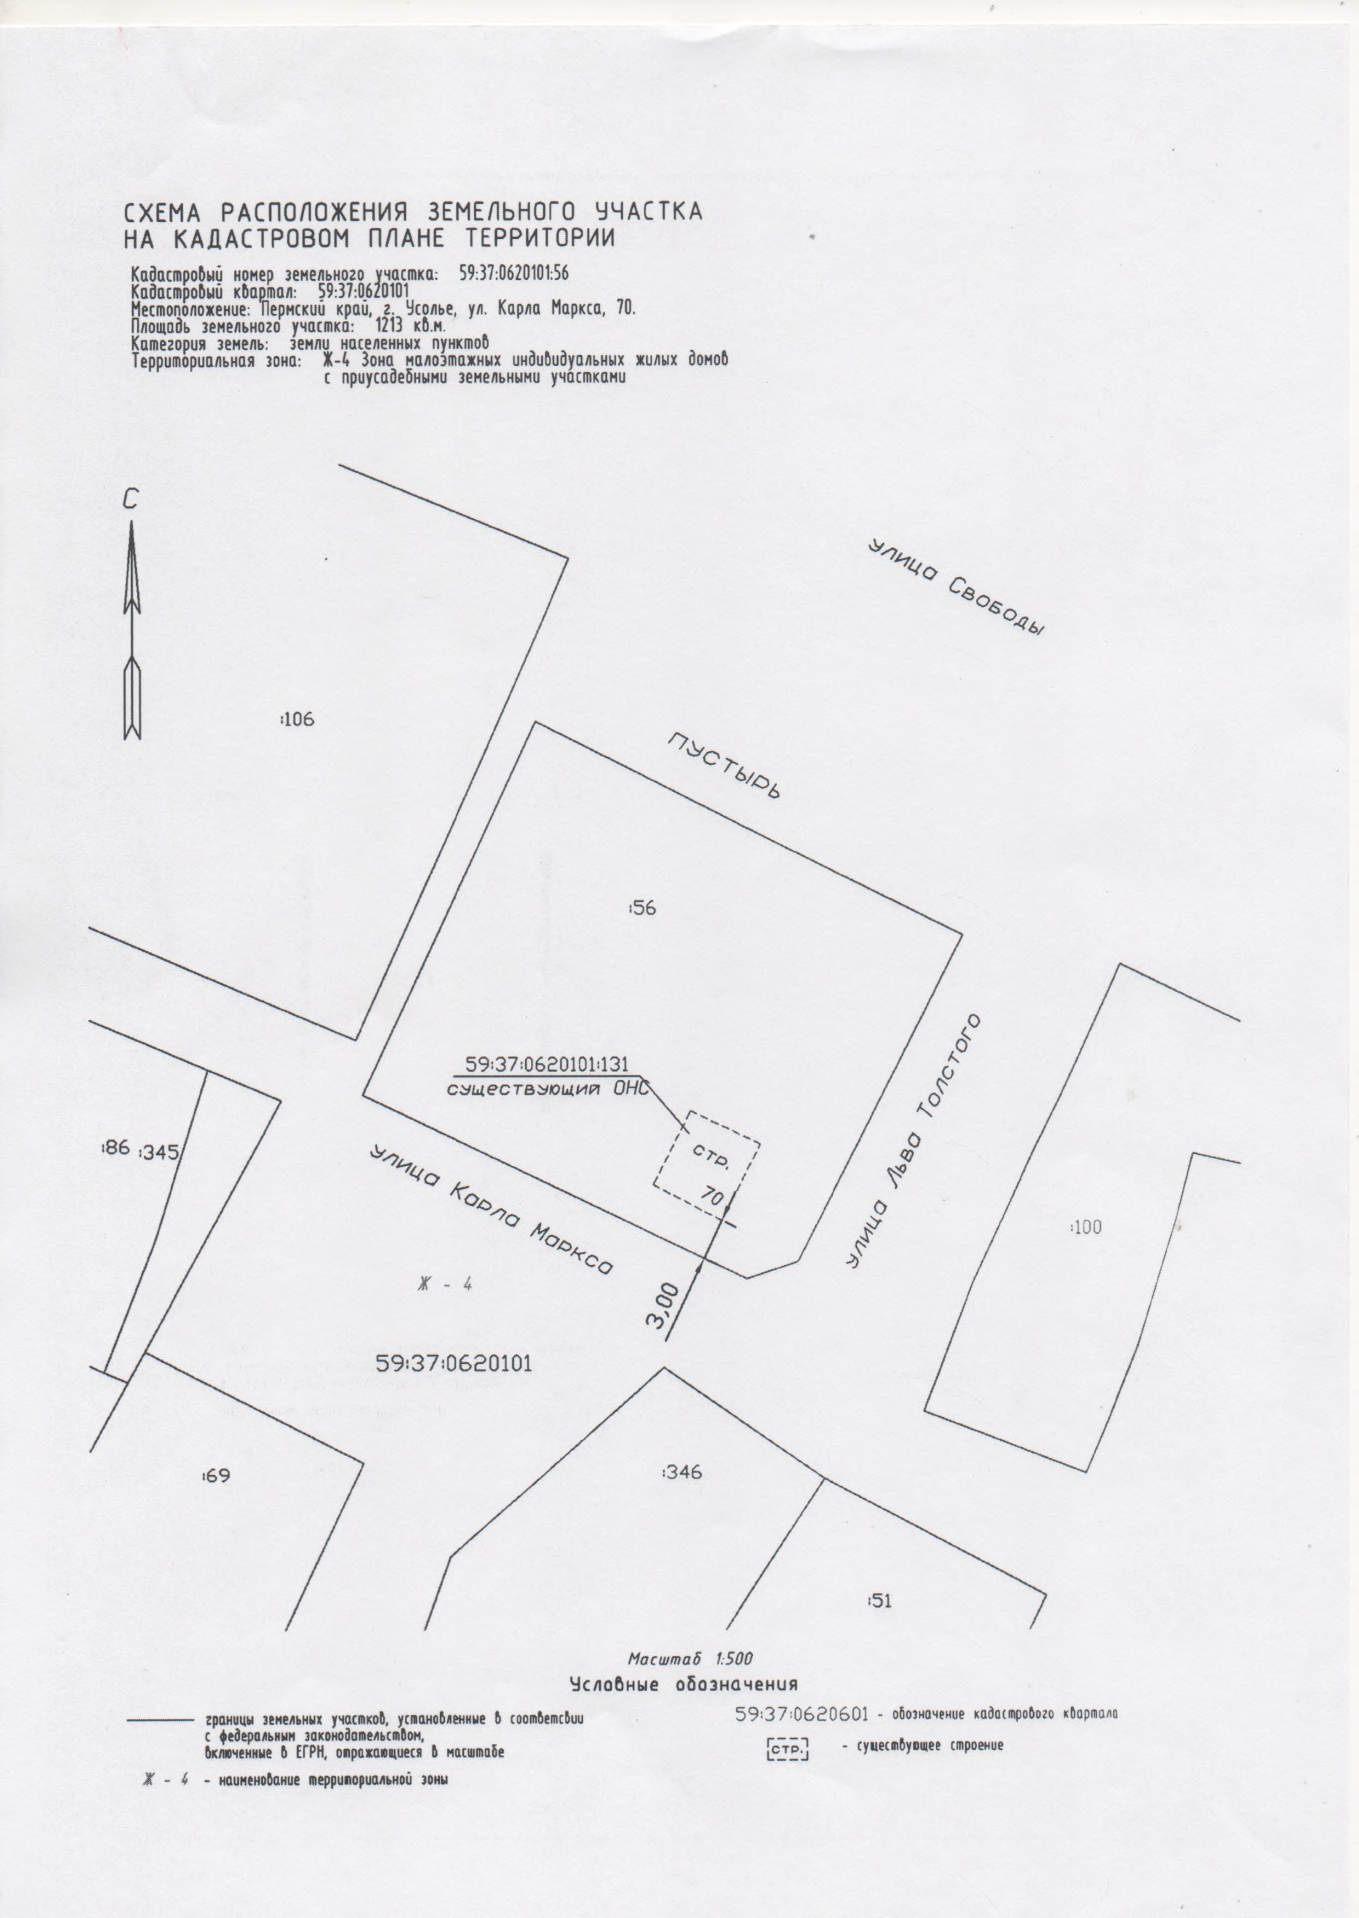 СХЕМА РАСПОЛОЖЕНИЯ ЗЕМЕЛЬНОГО УЧАСТКА
НА КАДАСТРОВОМ ПЛАНЕ ТЕРРИТОРИИ
Кадастровый номер земельного участка: 59:37:0620101:56
Кадастровый квартал: 59:37:0620101
Местоположение: Пермский край, г. Усолье, ул. Карла Маркса, 70.
Площадь земельного участка: 1213 кв.м.
Категория земель: земли населенных пунктов
Территориальная зона: Ж-4 Зона малоэтажных индивидуальных жилых домов
с приусадебными земельными участками
С
улица Свободы
:106
ПУСТЫРЬ
:56
59:37:0620101:131
существующий ОНС
стр.
70
улица Льва Толстого
:86 :345
улица Карла Маркса
:100
Ж - 4
3,00
59:37:0620101
:69
:346
:51
Масштаб 1:500
Условные обозначения
границы земельных участков, установленные в соответсвии
с федеральным законодательством,
включенные в ЕГРН, отражающиеся в масштабе
Ж - 4 - наименование территориальной зоны
59:37:0620601 - обозначение кадастрового квартала
стр. - существующее строение